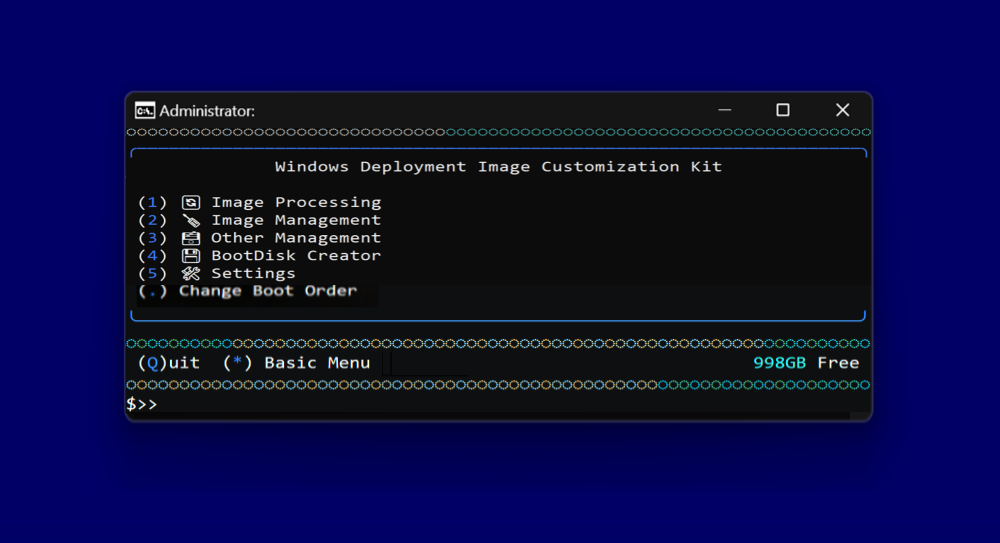 Administrator:
Windows Deployment Image Customization Kit
(1) Image Processing
(2) Image Management
(3) Other Management
(4) BootDisk Creator
(5) Settings
(.) Change Boot Order
(Q)uit (*) Basic Menu 998GB Free
$>>